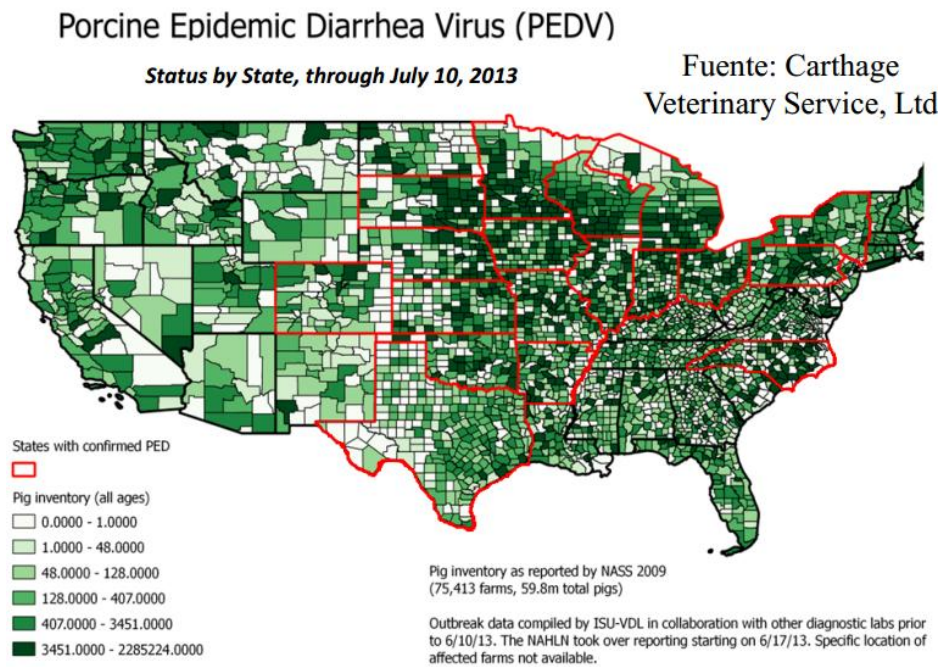 Porcine Epidemic Diarrhea Virus (PEDV)
Status by State, through July 10, 2013
Fuente: Carthage
Veterinary Service, Ltd
States with confirmed PED
Pig inventory (all ages)
0.0000 - 1.0000
1.0000 - 48.0000
48.0000 - 128.0000
128.0000 - 407.0000
407.0000 - 3451.0000
3451.0000 - 2285224.0000
Pig inventory as reported by NASS 2009
(75,413 farms, 59.8m total pigs)
Outbreak data compiled by ISU-VDL in collaboration with other diagnostic labs prior
to 6/10/13. The NAHLN took over reporting starting on 6/17/13. Specific location of
affected farms not available.